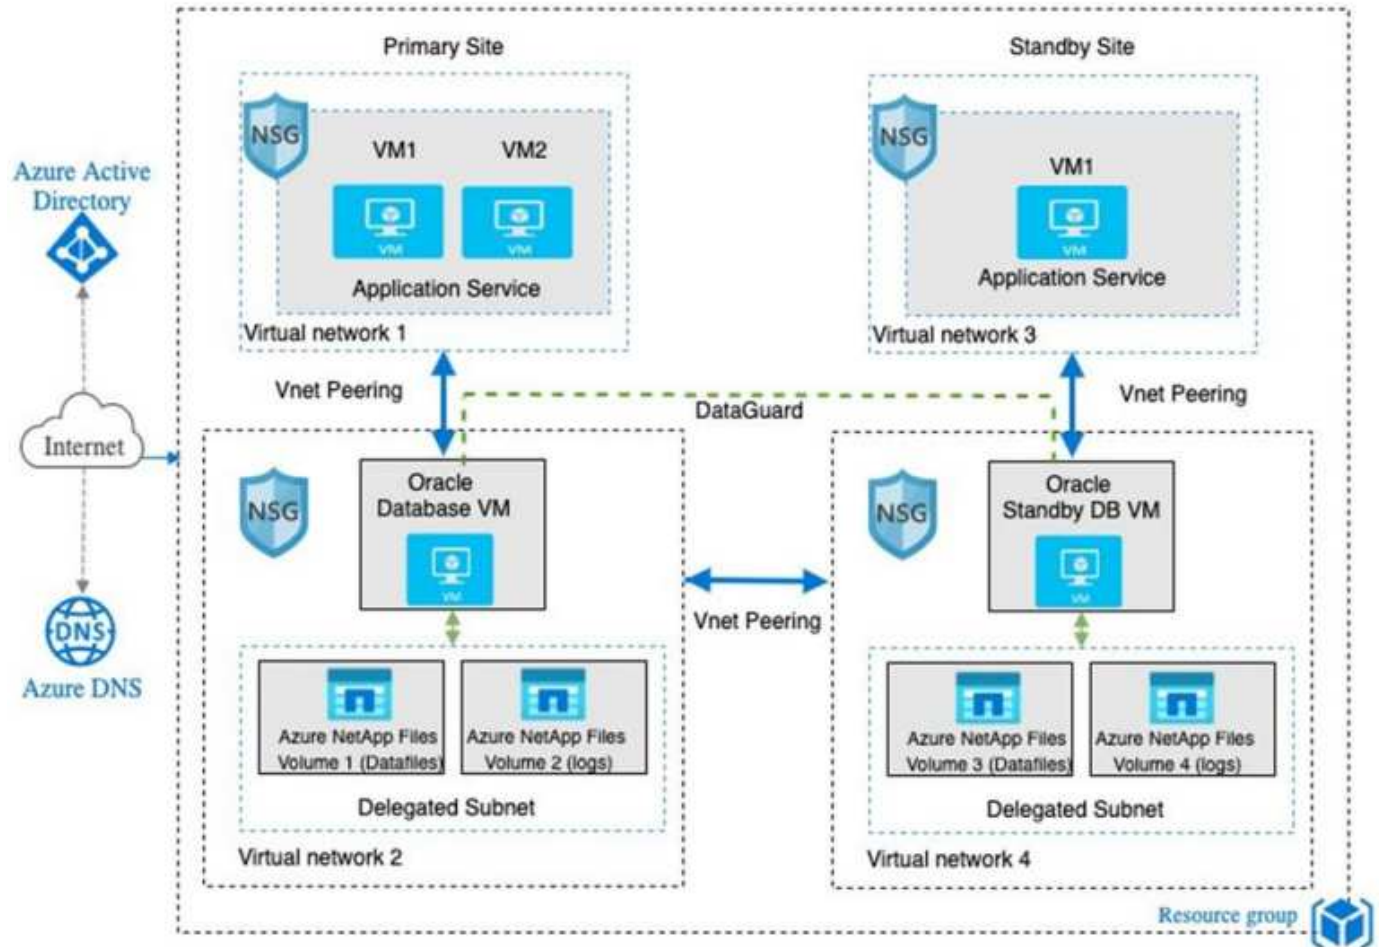 Primary Site
Standby Site
NSG
VM1
VM2
VM
VM
Application Service
Virtual network 1
NSG
VM1
VM
Application Service
Virtual network 3
Azure Active
Directory
Internet
DNS
Azure DNS
Vnet Peering
DataGuard
Vnet Peering
NSG
Oracle
Database VM
VM
Vnet Peering
NSG
Oracle
Standby DB VM
VM
Azure NetApp Files
Volume 1 (Datafiles)
Azure NetApp Files
Volume 2 (logs)
Delegated Subnet
Virtual network 2
Azure NetApp Files
Volume 3 (Datafiles)
Azure NetApp Files
Volume 4 (logs)
Delegated Subnet
Virtual network 4
Resource group